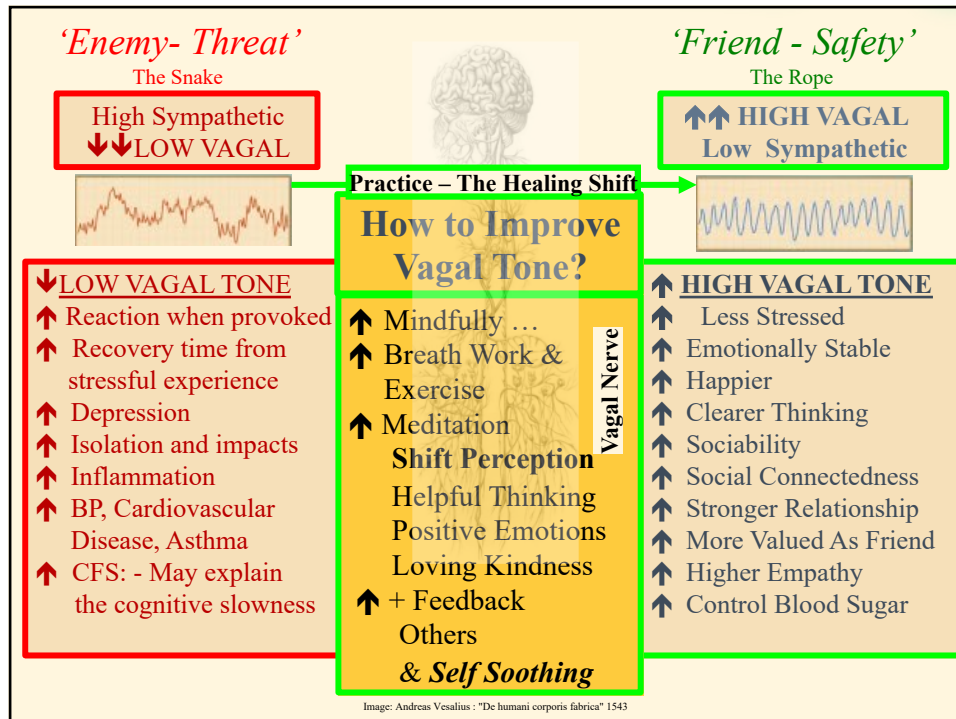 ‘Enemy- Threat’
The Snake
High Sympathetic
🡻🡻LOW VAGAL
‘Friend - Safety’
The Rope
🡹🡹 HIGH VAGAL
Low Sympathetic
Practice – The Healing Shift
How to Improve
Vagal Tone?
🡻LOW VAGAL TONE
🡹 Reaction when provoked
🡹 Recovery time from
stressful experience
🡹 Depression
🡹 Isolation and impacts
🡹 Inflammation
🡹 BP, Cardiovascular
Disease, Asthma
🡹 CFS: - May explain
the cognitive slowness
🡹 Mindfully …
🡹 Breath Work &
Exercise
🡹 Meditation
Shift Perception
Helpful Thinking
Positive Emotions
Loving Kindness
🡹 + Feedback
Others
& Self Soothing
Vagal Nerve
🡹 HIGH VAGAL TONE
🡹 Less Stressed
🡹 Emotionally Stable
🡹 Happier
🡹 Clearer Thinking
🡹 Sociability
🡹 Social Connectedness
🡹 Stronger Relationship
🡹 More Valued As Friend
🡹 Higher Empathy
🡹 Control Blood Sugar
Image: Andreas Vesalius : "De humani corporis fabrica" 1543